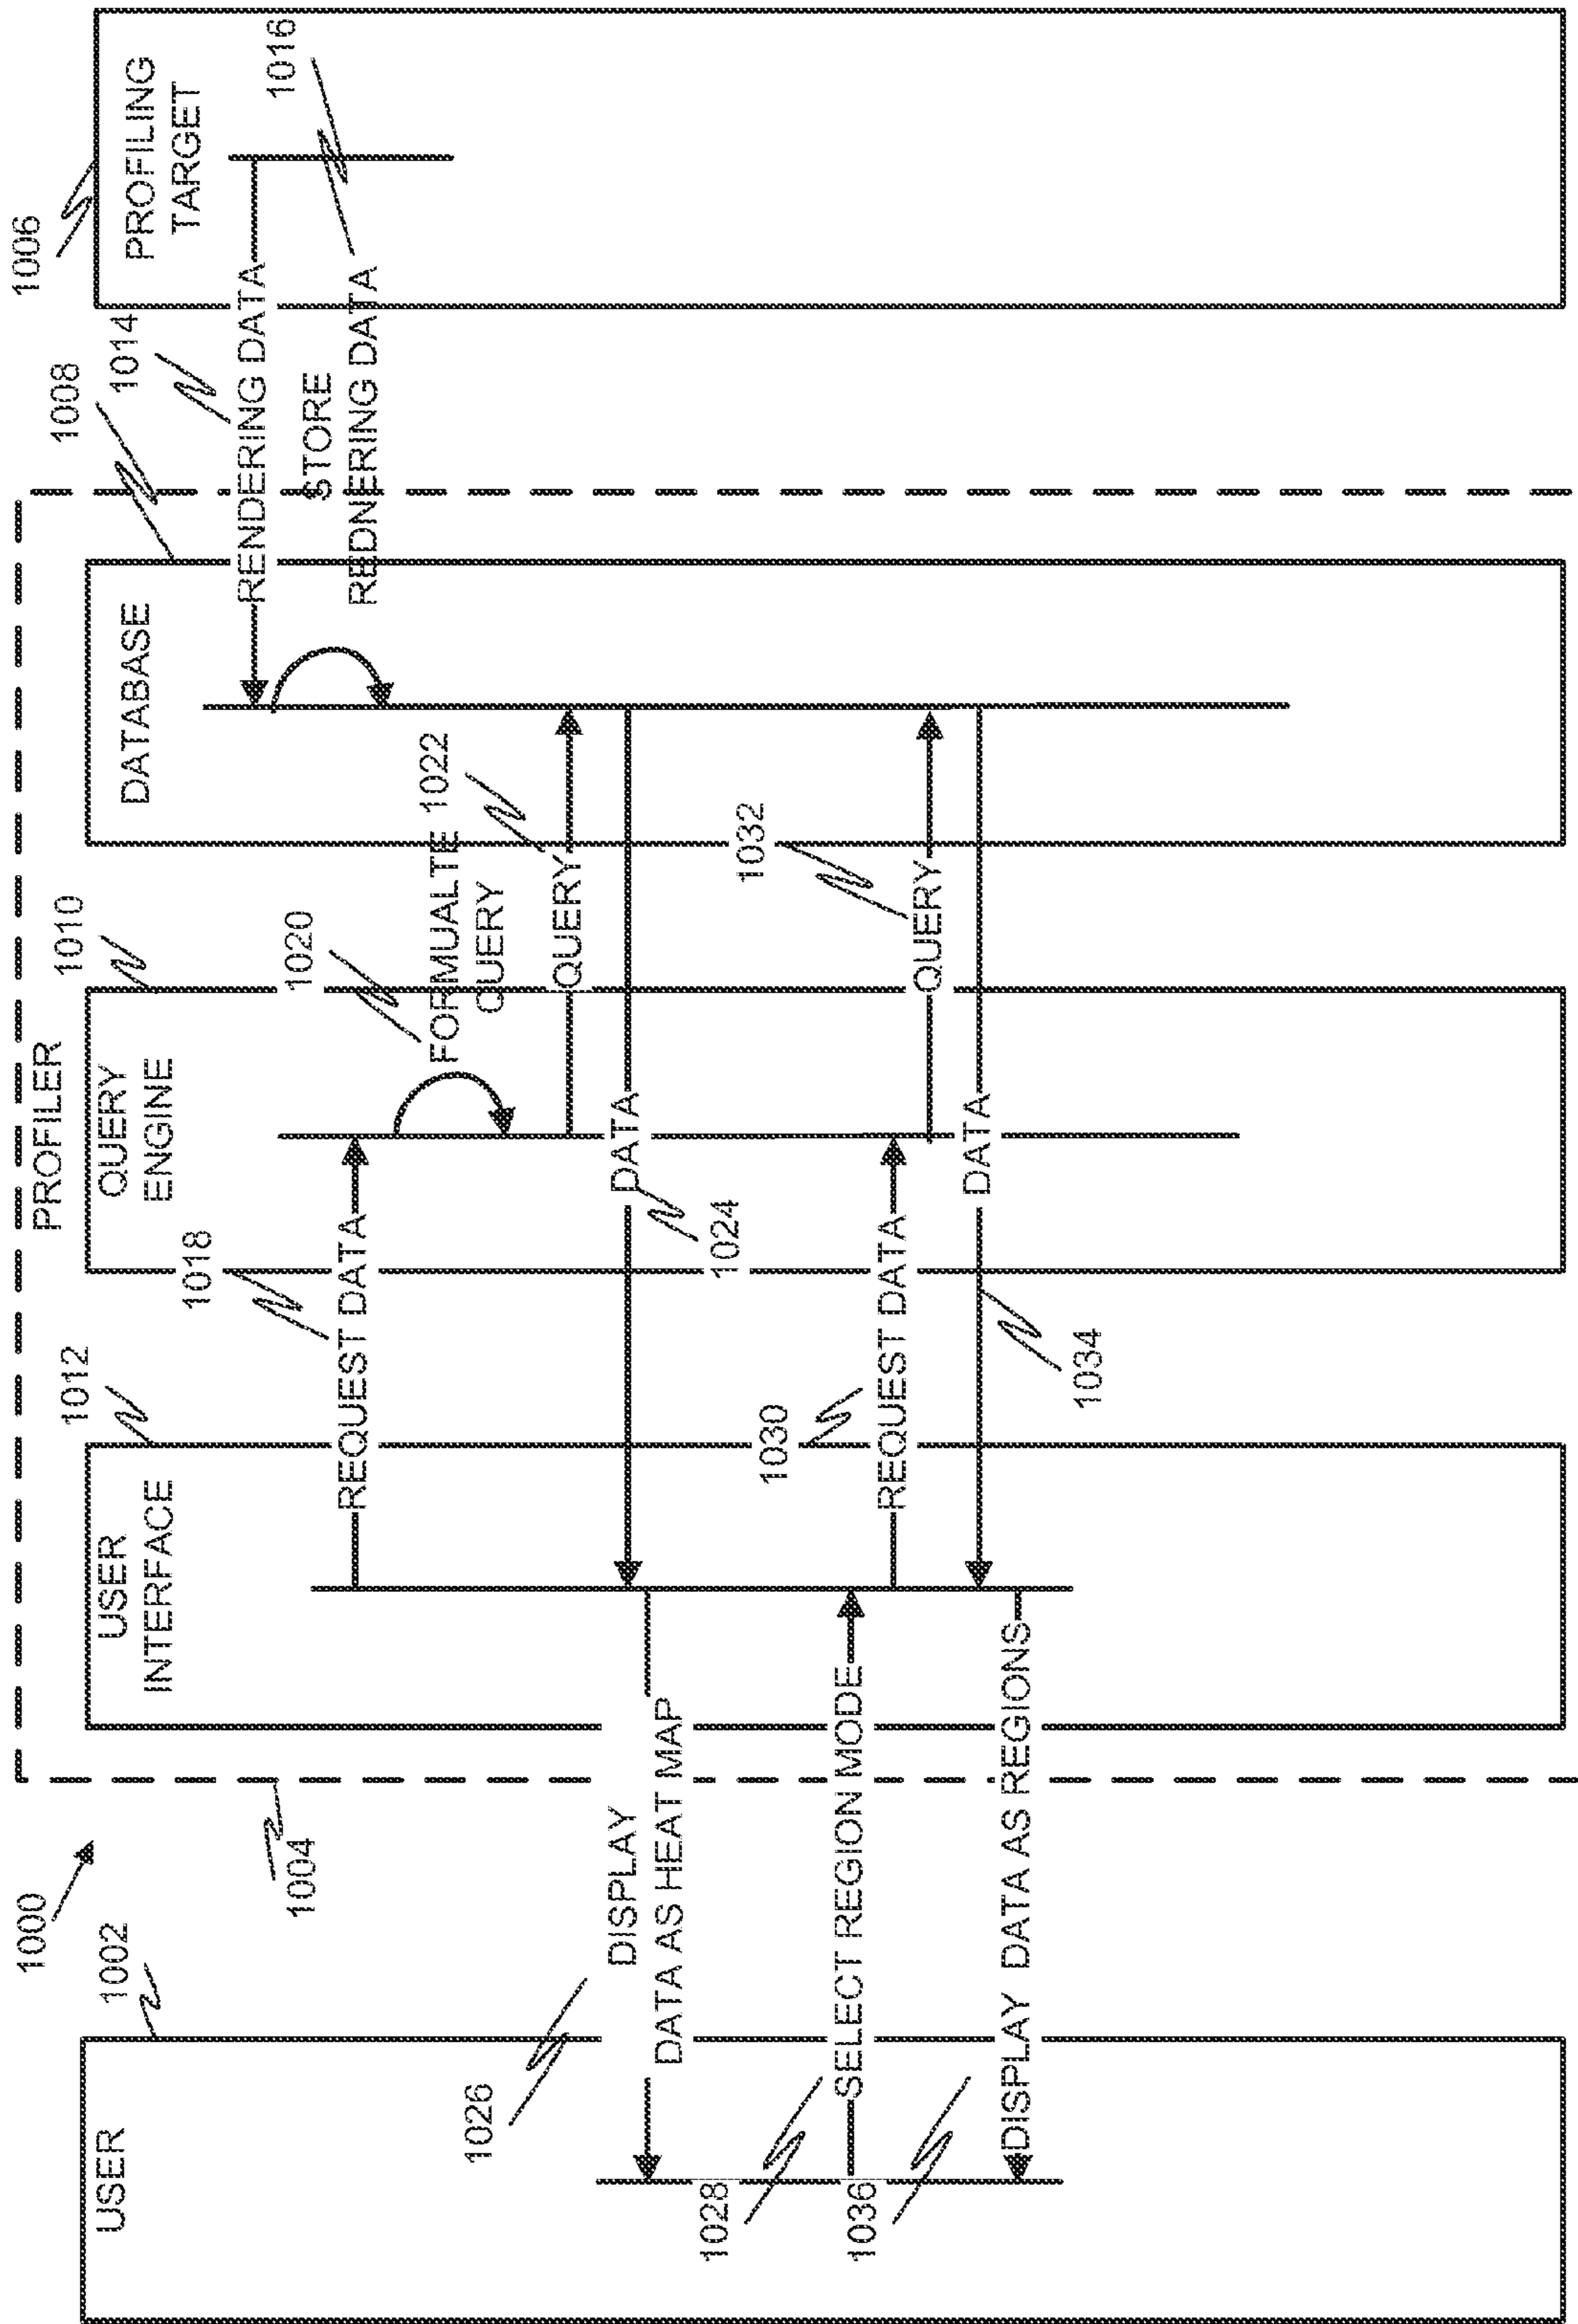 1000
PROFILER
1002
1004
1012
1010
1008
1006
USER
USER
INTERFACE
QUERY
ENGINE
DATABASE
PROFILING
TARGET
RENDERING DATA
1014
STORE
REDNERING DATA
1016
REQUEST DATA
1018
FORMUALTE
QUERY
1020
QUERY
1022
DATA
1024
DISPLAY
DATA AS HEAT MAP
1026
SELECT REGION MODE
1028
REQUEST DATA
1030
QUERY
1032
DATA
1034
DISPLAY DATA AS REGIONS
1036